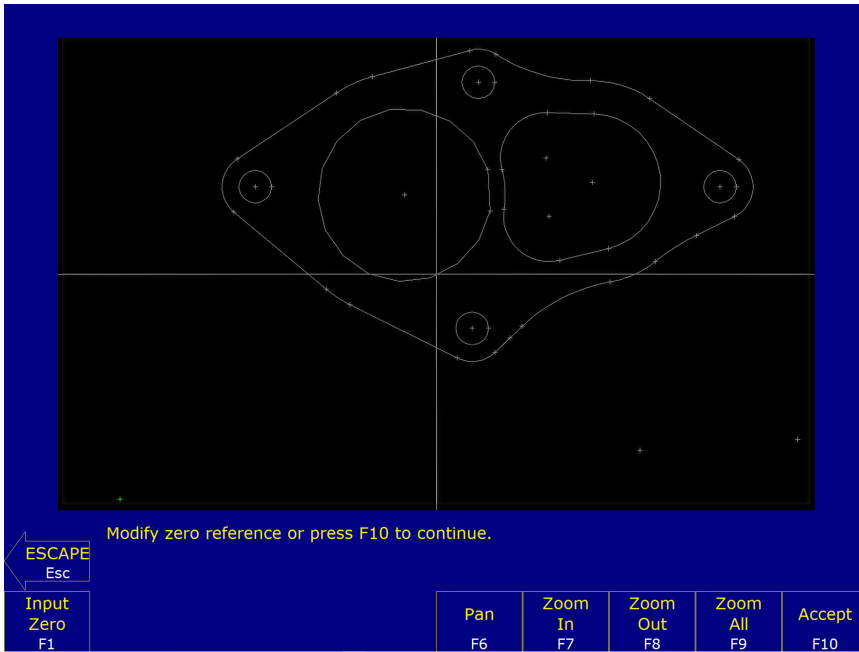 Modify zero reference or press F10 to continue.
ESCAPE
Esc
Input
Zero
F1
Pan
F6
Zoom
In
F7
Zoom
Out
F8
Zoom
All
F9
Accept
F10